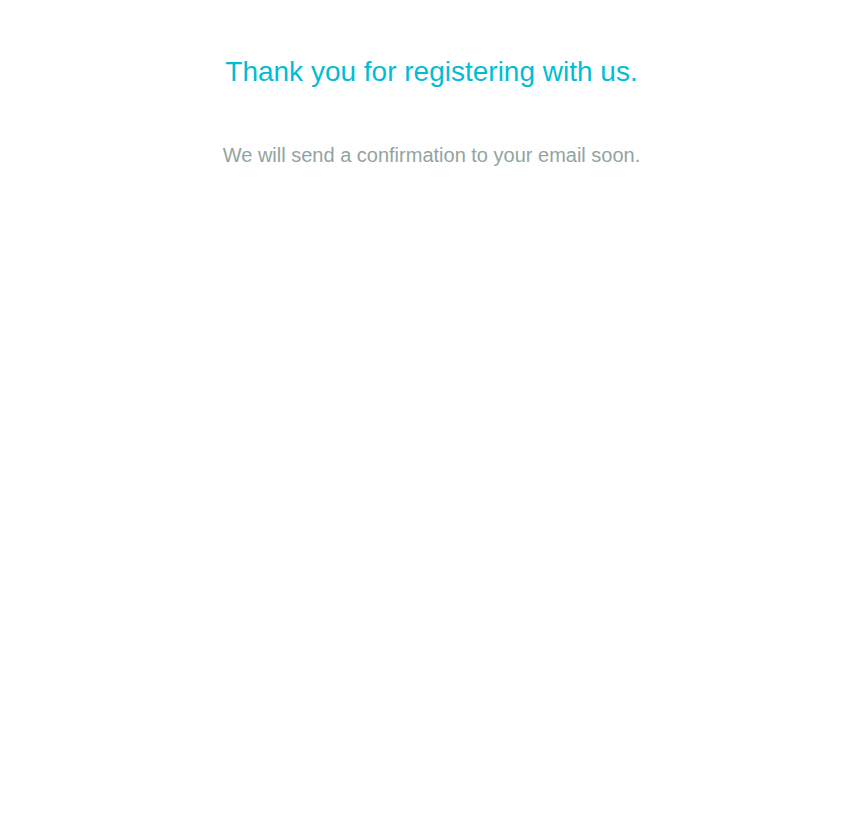 Thank you for registering with us.
We will send a confirmation to your email soon.